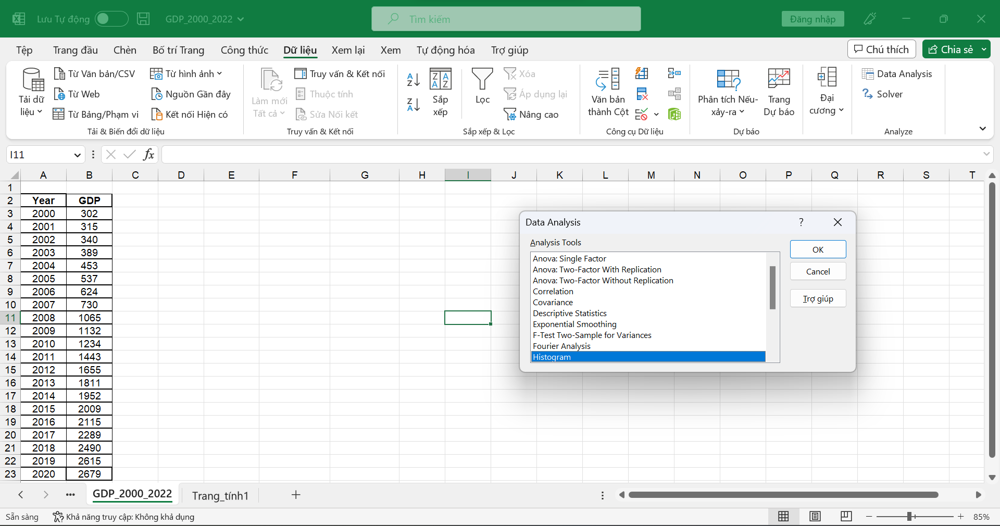 Lưu Tự động GDP_2000_2022 Tìm kiếm Đăng nhập
Tệp Trang đầu Chèn Bố trí Trang Công thức Dữ liệu Xem lại Xem Tự động hóa Trợ giúp Chú thích Chia sẻ
Tải dữ liệu
Từ Văn bản/CSV
Từ Web
Từ Bảng/Phạm vi
Từ hình ảnh
Nguồn Gần đây
Kết nối Hiện có
Tải & Biến đổi dữ liệu
Làm mới Tất cả
Truy vấn & Kết nối
Thuộc tính
Sửa Nối kết
Truy vấn & Kết nối
Sắp xếp
Lọc
Xóa
Áp dụng lại
Nâng cao
Sắp xếp & Lọc
Văn bản thành Cột
Công cụ Dữ liệu
Phân tích Nếu-xảy-ra
Trang Dự báo
Dự báo
Đại cương
Data Analysis
Solver
Analyze
I11 fx
A B C D E F G H I J K L M N O P Q R S T
1
2 Year GDP
3 2000 302
4 2001 315
5 2002 340
6 2003 389
7 2004 453
8 2005 537
9 2006 624
10 2007 730
11 2008 1065
12 2009 1132
13 2010 1234
14 2011 1443
15 2012 1655
16 2013 1811
17 2014 1952
18 2015 2009
19 2016 2115
20 2017 2289
21 2018 2490
22 2019 2615
23 2020 2679
Data Analysis ?
Analysis Tools
Anova: Single Factor
Anova: Two-Factor With Replication
Anova: Two-Factor Without Replication
Correlation
Covariance
Descriptive Statistics
Exponential Smoothing
F-Test Two-Sample for Variances
Fourier Analysis
Histogram
OK
Cancel
Trợ giúp
GDP_2000_2022 Trang_tính1
Sẵn sàng Khả năng truy cập: Không khả dụng 85%